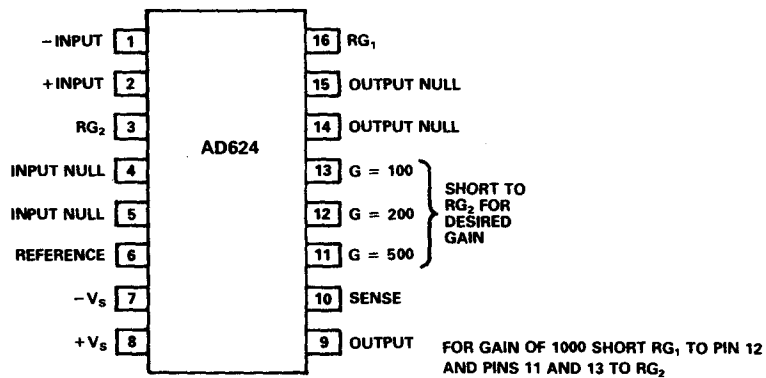 -INPUT 1
16 RG₁
+INPUT 2
15 OUTPUT NULL
RG₂ 3
14 OUTPUT NULL
AD624
INPUT NULL 4
13 G = 100
INPUT NULL 5
12 G = 200
REFERENCE 6
11 G = 500
SHORT TO
RG₂ FOR
DESIRED
GAIN
-Vₛ 7
10 SENSE
+Vₛ 8
9 OUTPUT
FOR GAIN OF 1000 SHORT RG₁ TO PIN 12
AND PINS 11 AND 13 TO RG₂